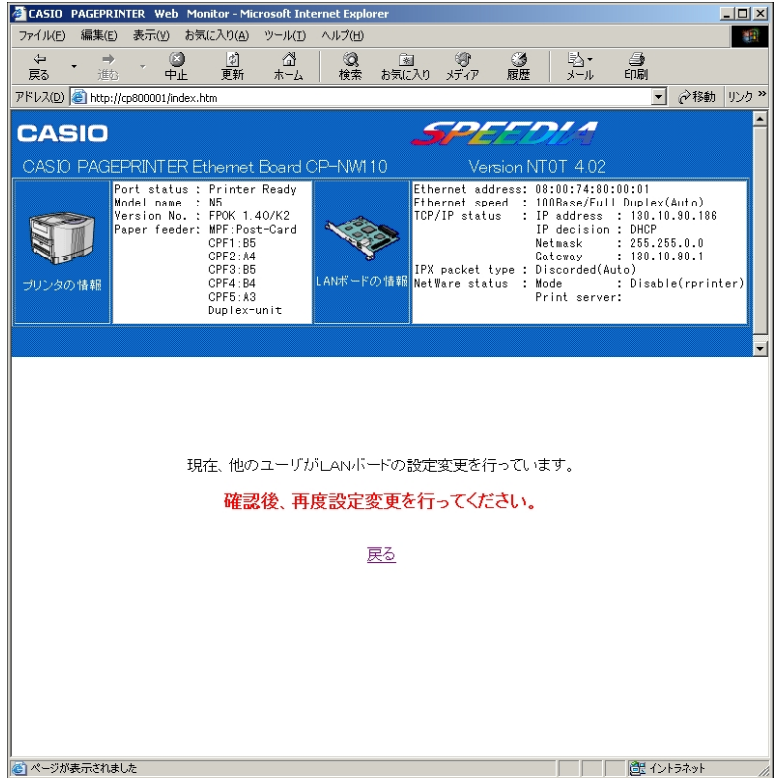 CASIO PAGEPRINTER Web Monitor - Microsoft Internet Explorer
ファイル(F) 編集(E) 表示(V) お気に入り(A) ツール(T) ヘルプ(H)
戻る 進む 中止 更新 ホーム 検索 お気に入り メディア 履歴 メール 印刷
アドレス(D) http://cp800001/index.htm 移動 リンク »
CASIO SPEEDIA
CASIO PAGEPRINTER Ethernet Board CP-NW110 Version NT0T 4.02
プリンタの情報
Port status : Printer Ready
Model name : N5
Version No. : FPOK 1.40/K2
Paper feeder: MPF:Post-Card
CPF1:B5
CPF2:A4
CPF3:B5
CPF4:B4
CPF5:A3
Duplex-unit
LANボードの情報
Ethernet address: 08:00:74:80:00:01
Ethernet speed : 100Base/Full Duplex(Auto)
TCP/IP status : IP address : 130.10.90.186
IP decision : DHCP
Netmask : 255.255.0.0
Gateway : 130.10.90.1
IPX packet type : Discorded(Auto)
NetWare status : Mode : Disable(rprinter)
Print server:
現在、他のユーザがLANボードの設定変更を行っています。
確認後、再度設定変更を行ってください。
戻る
ページが表示されました イントラネット